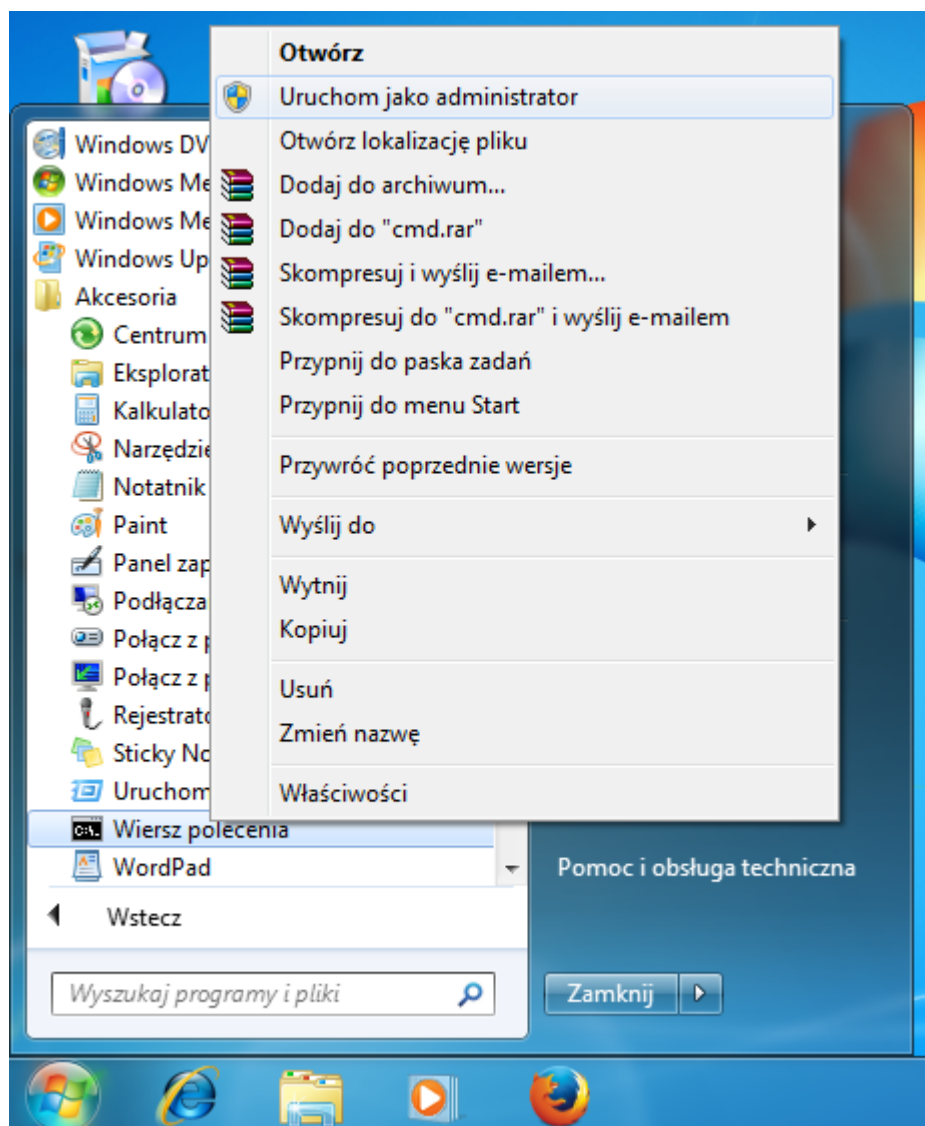 Otwórz
Uruchom jako administrator
Otwórz lokalizację pliku
Dodaj do archiwum...
Dodaj do "cmd.rar"
Skompresuj i wyślij e-mailem...
Skompresuj do "cmd.rar" i wyślij e-mailem
Przypnij do paska zadań
Przypnij do menu Start
Przywróć poprzednie wersje
Wyślij do
Wytnij
Kopiuj
Usuń
Zmień nazwę
Właściwości
Windows DV
Windows Me
Windows Me
Windows Up
Akcesoria
Centrum
Eksplorat
Kalkulato
Narzędzie
Notatnik
Paint
Panel zap
Podłącza
Połącz z p
Połącz z p
Rejestrato
Sticky No
Uruchom
C:\.
Wiersz polecenia
WordPad
Wstecz
Wyszukaj programy i pliki
Pomoc i obsługa techniczna
Zamknij